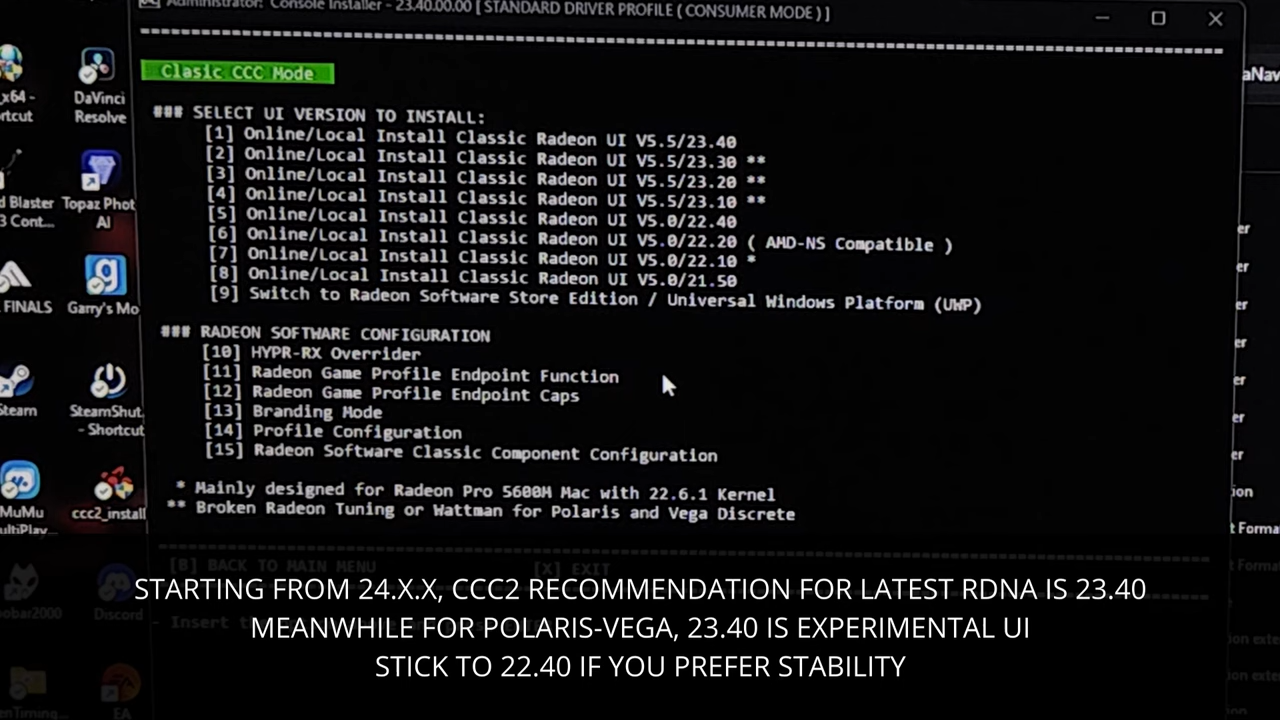 Administrator: Console Installer - 23.40.00.00 [ STANDARD DRIVER PROFILE ( CONSUMER MODE ) ]
Clasic CCC Mode
### SELECT UI VERSION TO INSTALL:
[1] Online/Local Install Classic Radeon UI V5.5/23.40
[2] Online/Local Install Classic Radeon UI V5.5/23.30 **
[3] Online/Local Install Classic Radeon UI V5.5/23.20 **
[4] Online/Local Install Classic Radeon UI V5.5/23.10 **
[5] Online/Local Install Classic Radeon UI V5.0/22.40
[6] Online/Local Install Classic Radeon UI V5.0/22.20 ( AMD-NS Compatible )
[7] Online/Local Install Classic Radeon UI V5.0/22.10 *
[8] Online/Local Install Classic Radeon UI V5.0/21.50
[9] Switch to Radeon Software Store Edition / Universal Windows Platform (UWP)
### RADEON SOFTWARE CONFIGURATION
[10] HYPR-RX Overrider
[11] Radeon Game Profile Endpoint Function
[12] Radeon Game Profile Endpoint Caps
[13] Branding Mode
[14] Profile Configuration
[15] Radeon Software Classic Component Configuration
* Mainly designed for Radeon Pro 5600M Mac with 22.6.1 Kernel
** Broken Radeon Tuning or Wattman for Polaris and Vega Discrete
[B] BACK TO MAIN MENU [X] EXIT
- Insert
STARTING FROM 24.X.X, CCC2 RECOMMENDATION FOR LATEST RDNA IS 23.40
MEANWHILE FOR POLARIS-VEGA, 23.40 IS EXPERIMENTAL UI
STICK TO 22.40 IF YOU PREFER STABILITY
DaVinci
Resolve
Blaster
Topaz Phot
AI
FINALS
Garry's Mo
Steam
SteamShut.
- Shortcut
MuMu
ccc2_install
Discord
EA